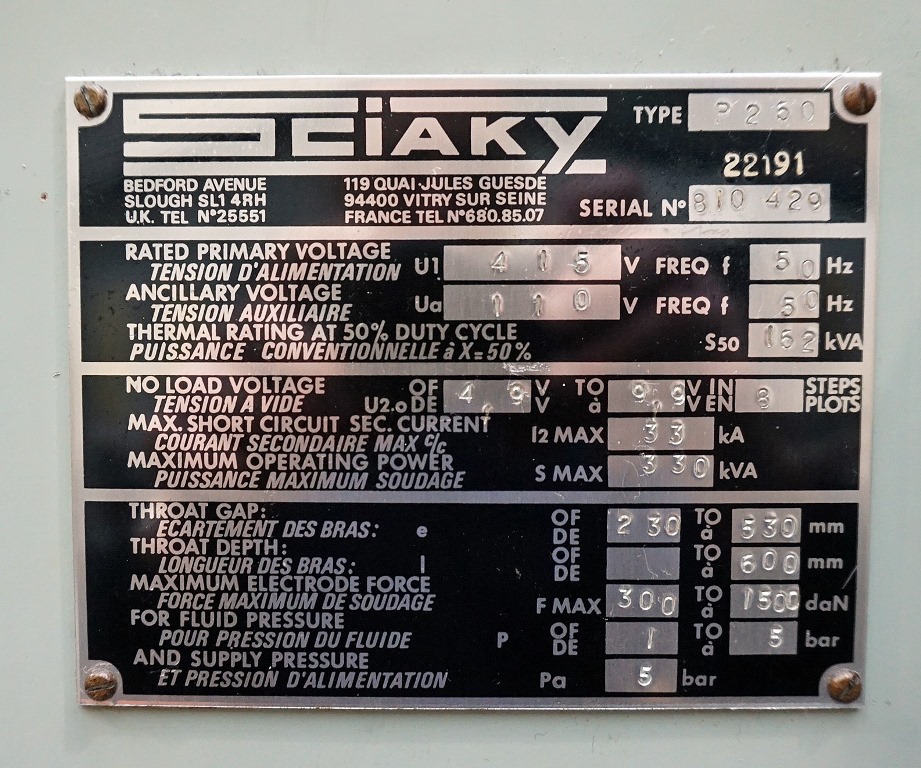 SCIAKY
TYPE P250
22191
BEDFORD AVENUE
SLOUGH SL1 4RH
U.K. TEL N°25551
119 QUAI JULES GUESDE
94400 VITRY SUR SEINE
FRANCE TEL N°680.85.07
SERIAL N° 810 429
RATED PRIMARY VOLTAGE
TENSION D'ALIMENTATION U1 415 V FREQ f 50 Hz
ANCILLARY VOLTAGE
TENSION AUXILIAIRE Ua 110 V FREQ f 50 Hz
THERMAL RATING AT 50% DUTY CYCLE
PUISSANCE CONVENTIONNELLE à X=50% S50 152 kVA
NO LOAD VOLTAGE OF 4,9 V TO 9,9 V IN 8 STEPS
TENSION A VIDE U2.o DE V à V EN PLOTS
MAX. SHORT CIRCUIT SEC. CURRENT
COURANT SECONDAIRE MAX c/c I2 MAX 33 kA
MAXIMUM OPERATING POWER
PUISSANCE MAXIMUM SOUDAGE S MAX 330 kVA
THROAT GAP: OF 230 TO 530 mm
ECARTEMENT DES BRAS: e DE à
THROAT DEPTH: OF TO 600 mm
LONGUEUR DES BRAS: l DE à
MAXIMUM ELECTRODE FORCE
FORCE MAXIMUM DE SOUDAGE F MAX 300 TO à 1500 daN
FOR FLUID PRESSURE OF 1 TO 5 bar
POUR PRESSION DU FLUIDE P DE à
AND SUPPLY PRESSURE
ET PRESSION D'ALIMENTATION Pa 5 bar